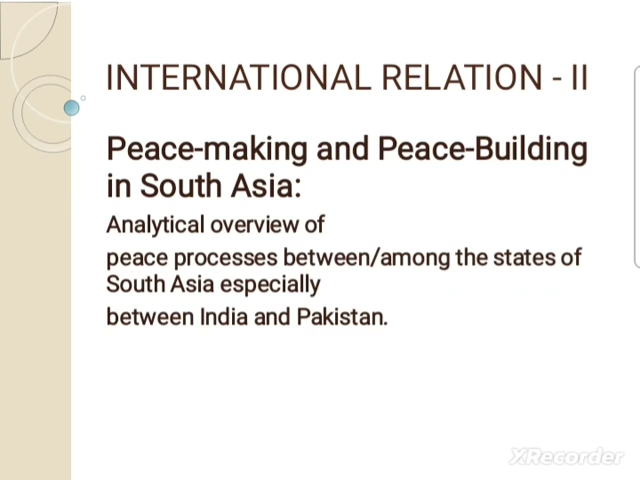 INTERNATIONAL RELATION - II
Peace-making and Peace-Building
in South Asia:
Analytical overview of
peace processes between/among the states of
South Asia especially
between India and Pakistan.
XRecorder